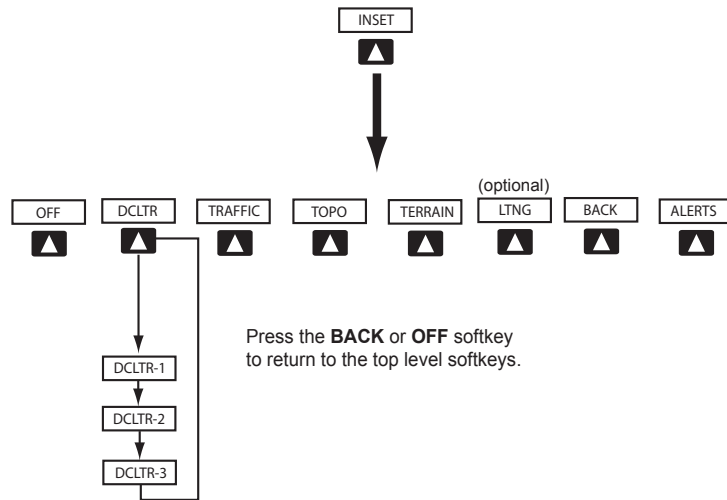 INSET
(optional)
OFF
DCLTR
TRAFFIC
TOPO
TERRAIN
LTNG
BACK
ALERTS
Press the BACK or OFF softkey
to return to the top level softkeys.
DCLTR-1
DCLTR-2
DCLTR-3